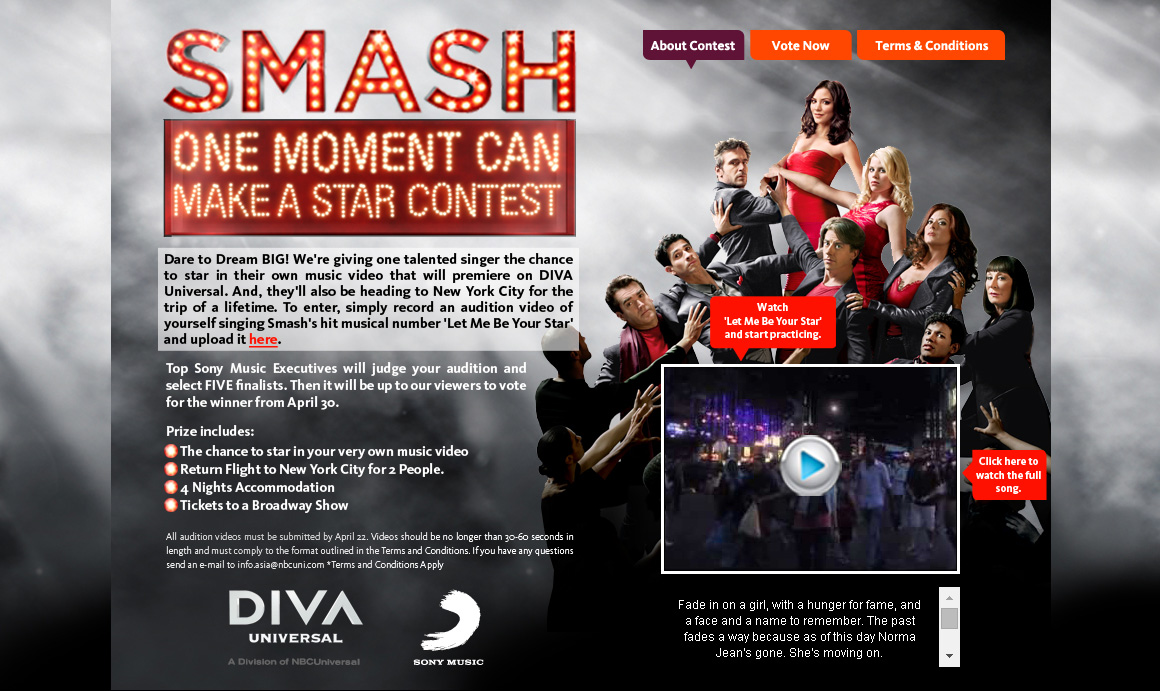 SMASH
ONE MOMENT CAN
MAKE A STAR CONTEST
About Contest
Vote Now
Terms & Conditions
Dare to Dream BIG! We're giving one talented singer the chance
to star in their own music video that will premiere on DIVA
Universal. And, they'll also be heading to New York City for the
trip of a lifetime. To enter, simply record an audition video of
yourself singing Smash's hit musical number 'Let Me Be Your Star'
and upload it here.
Top Sony Music Executives will judge your audition and
select FIVE finalists. Then it will be up to our viewers to vote
for the winner from April 30.
Prize includes:
The chance to star in your very own music video
Return Flight to New York City for 2 People.
4 Nights Accommodation
Tickets to a Broadway Show
All audition videos must be submitted by April 22. Videos should be no longer than 30-60 seconds in
length and must comply to the format outlined in the Terms and Conditions. If you have any questions
send an e-mail to info.asia@nbcuni.com *Terms and Conditions Apply
DIVA
UNIVERSAL
A Division of NBCUniversal
SONY MUSIC
Watch
'Let Me Be Your Star'
and start practicing.
Click here to
watch the full
song.
Fade in on a girl, with a hunger for fame, and
a face and a name to remember. The past
fades a way because as of this day Norma
Jean's gone. She's moving on.